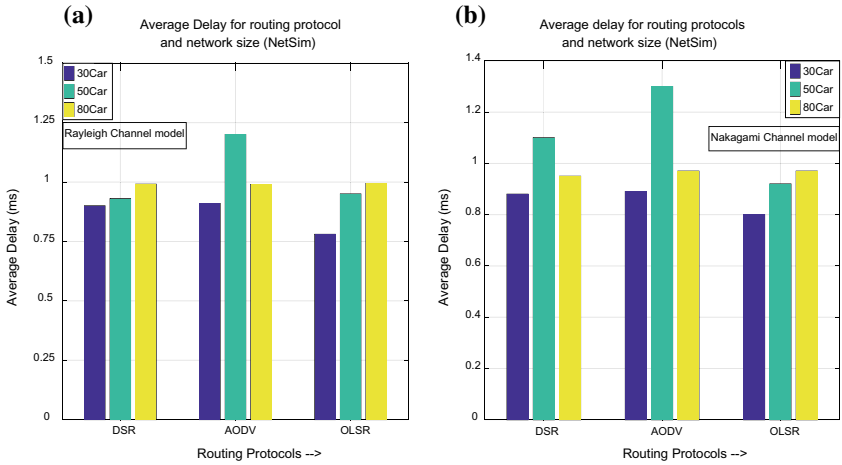 (a)
Average Delay for routing protocol
and network size (NetSim)
1.5
1.25
1
0.75
0.5
0.25
0
Average Delay (ms)
30Car
50Car
80Car
Rayleigh Channel model
DSR
AODV
OLSR
Routing Protocols -->
(b)
Average delay for routing protocols
and network size (NetSim)
1.4
1.2
1
0.8
0.6
0.4
0.2
0
Average Delay (ms)
30Car
50Car
80Car
Nakagami Channel model
DSR
AODV
OLSR
Routing Protocols -->